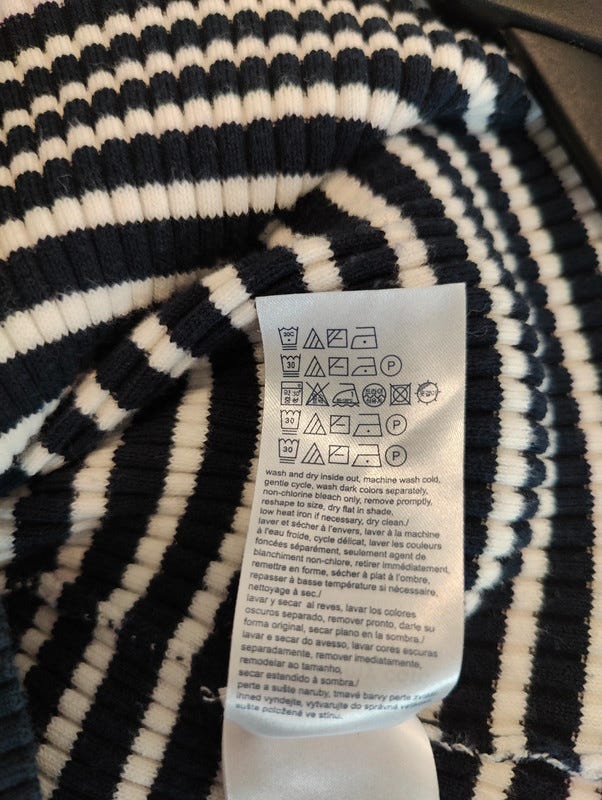 30C
30 P
30 P
30 P
wash and dry inside out, machine wash cold,
gentle cycle, wash dark colors separately,
non-chlorine bleach only, remove promptly,
reshape to size, dry flat in shade,
low heat iron if necessary, dry clean./
laver et sécher à l'envers, laver à la machine
à l'eau froide, cycle délicat, laver les couleurs
foncées séparément, seulement agent de
blanchiment non-chlore, retirer immédiatement,
remettre en forme, sécher à plat à l'ombre,
repasser à basse température si nécessaire,
nettoyage à sec./
lavar y secar al reves, lavar los colores
oscuros separado, remover pronto, darle su
forma original, secar plano en la sombra./
lavar e secar do avesso, lavar cores escuras
separadamente, remover imediatamente,
remodelar ao tamanho,
secar estandido à sombra./
perte a sušte naruby, tmavé barvy perte
ihned vyndejte, vytvarujte do správné
sušte položené ve stínu.